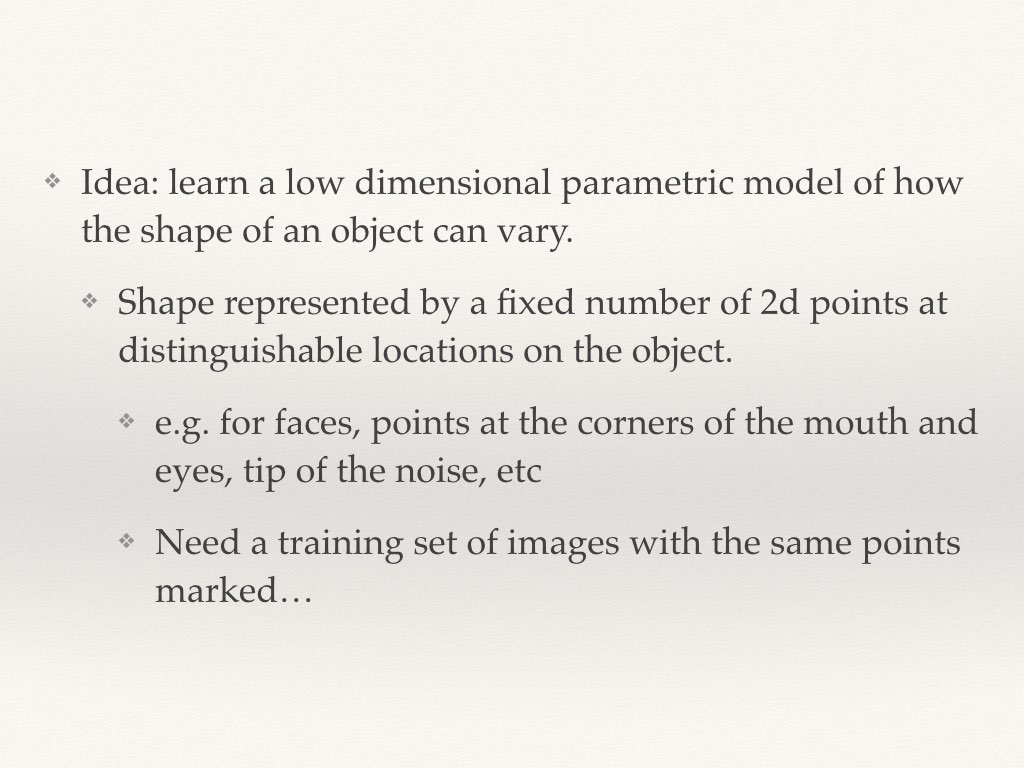 Idea: learn a low dimensional parametric model of how
the shape of an object can vary.
Shape represented by a fixed number of 2d points at
distinguishable locations on the object.
e.g. for faces, points at the corners of the mouth and
eyes, tip of the noise, etc
Need a training set of images with the same points
marked…